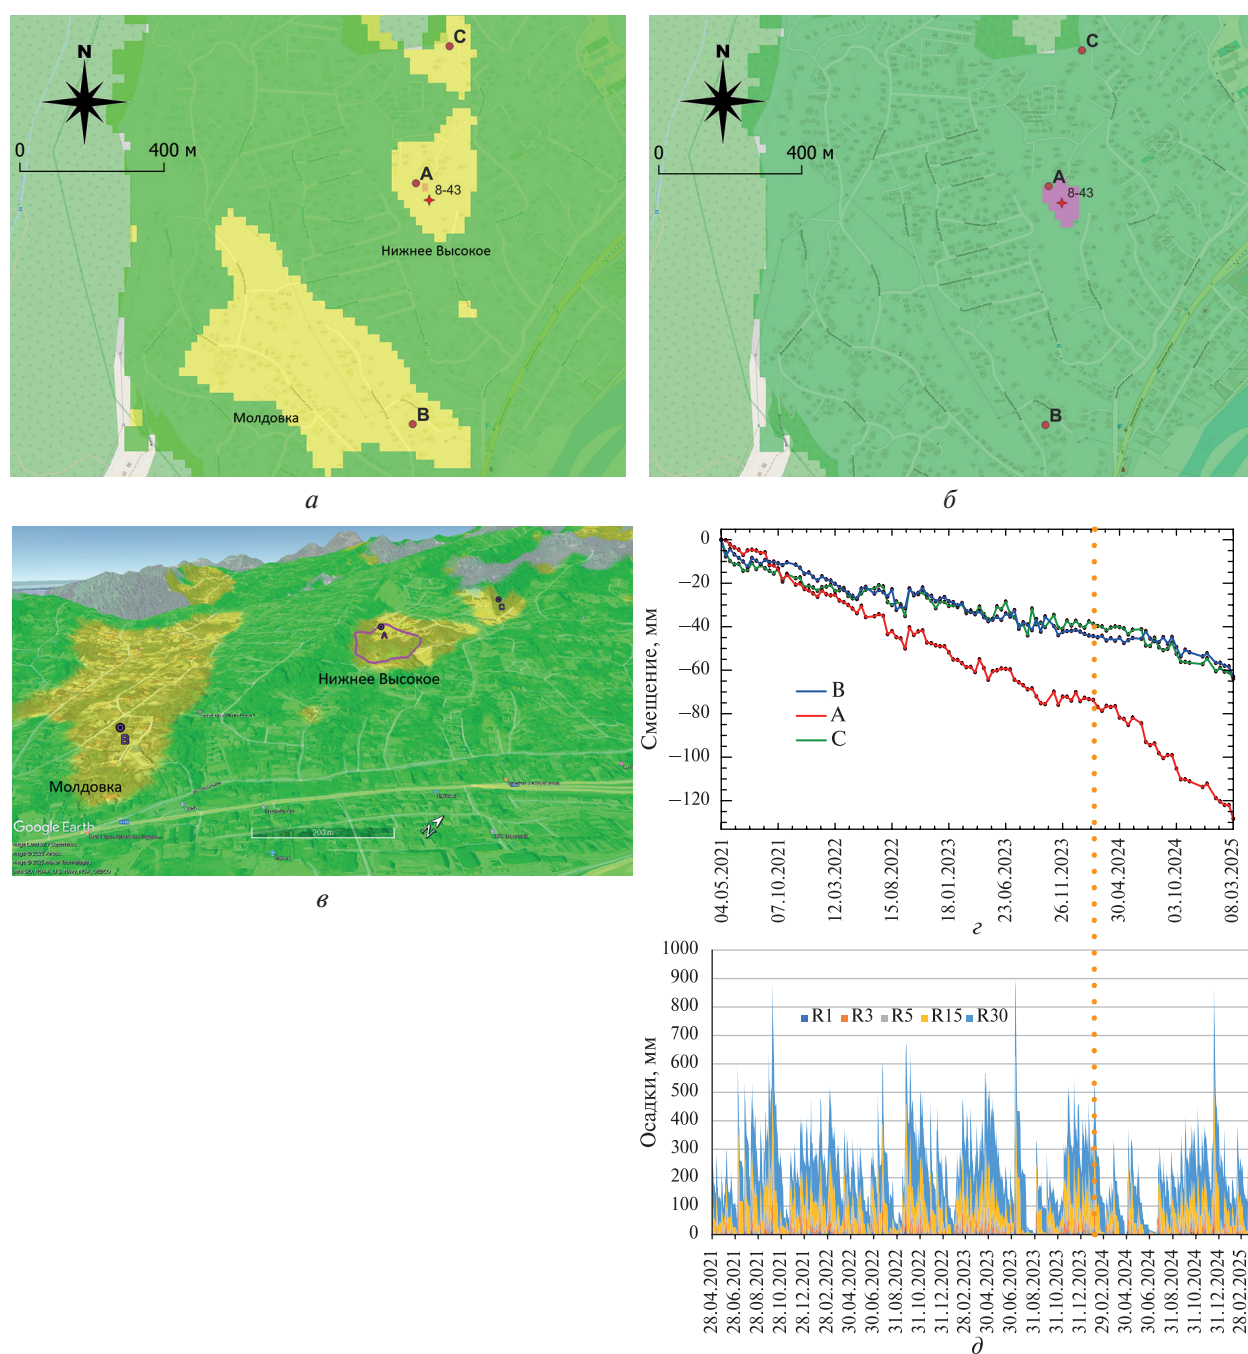 N
0 400 м
C
A
8-43
Нижнее Высокое
Молдовка
B
а
N
0 400 м
C
A
8-43
B
б
A
Нижнее Высокое
B
Молдовка
Google Earth
200 m
N
в
Смещение, мм
0
−20
−40
−60
−80
−100
−120
B
A
C
04.05.2021
07.10.2021
12.03.2022
15.08.2022
18.01.2023
23.06.2023
26.11.2023
30.04.2024
03.10.2024
08.03.2025
г
Осадки, мм
1000
900
800
700
600
500
400
300
200
100
0
R1 R3 R5 R15 R30
28.04.2021
28.06.2021
28.08.2021
28.10.2021
28.12.2021
28.02.2022
30.04.2022
30.06.2022
31.08.2022
31.10.2022
31.12.2022
28.02.2023
30.04.2023
30.06.2023
31.08.2023
31.10.2023
31.12.2023
29.02.2024
30.04.2024
30.06.2024
31.08.2024
31.10.2024
31.12.2024
28.02.2025
д